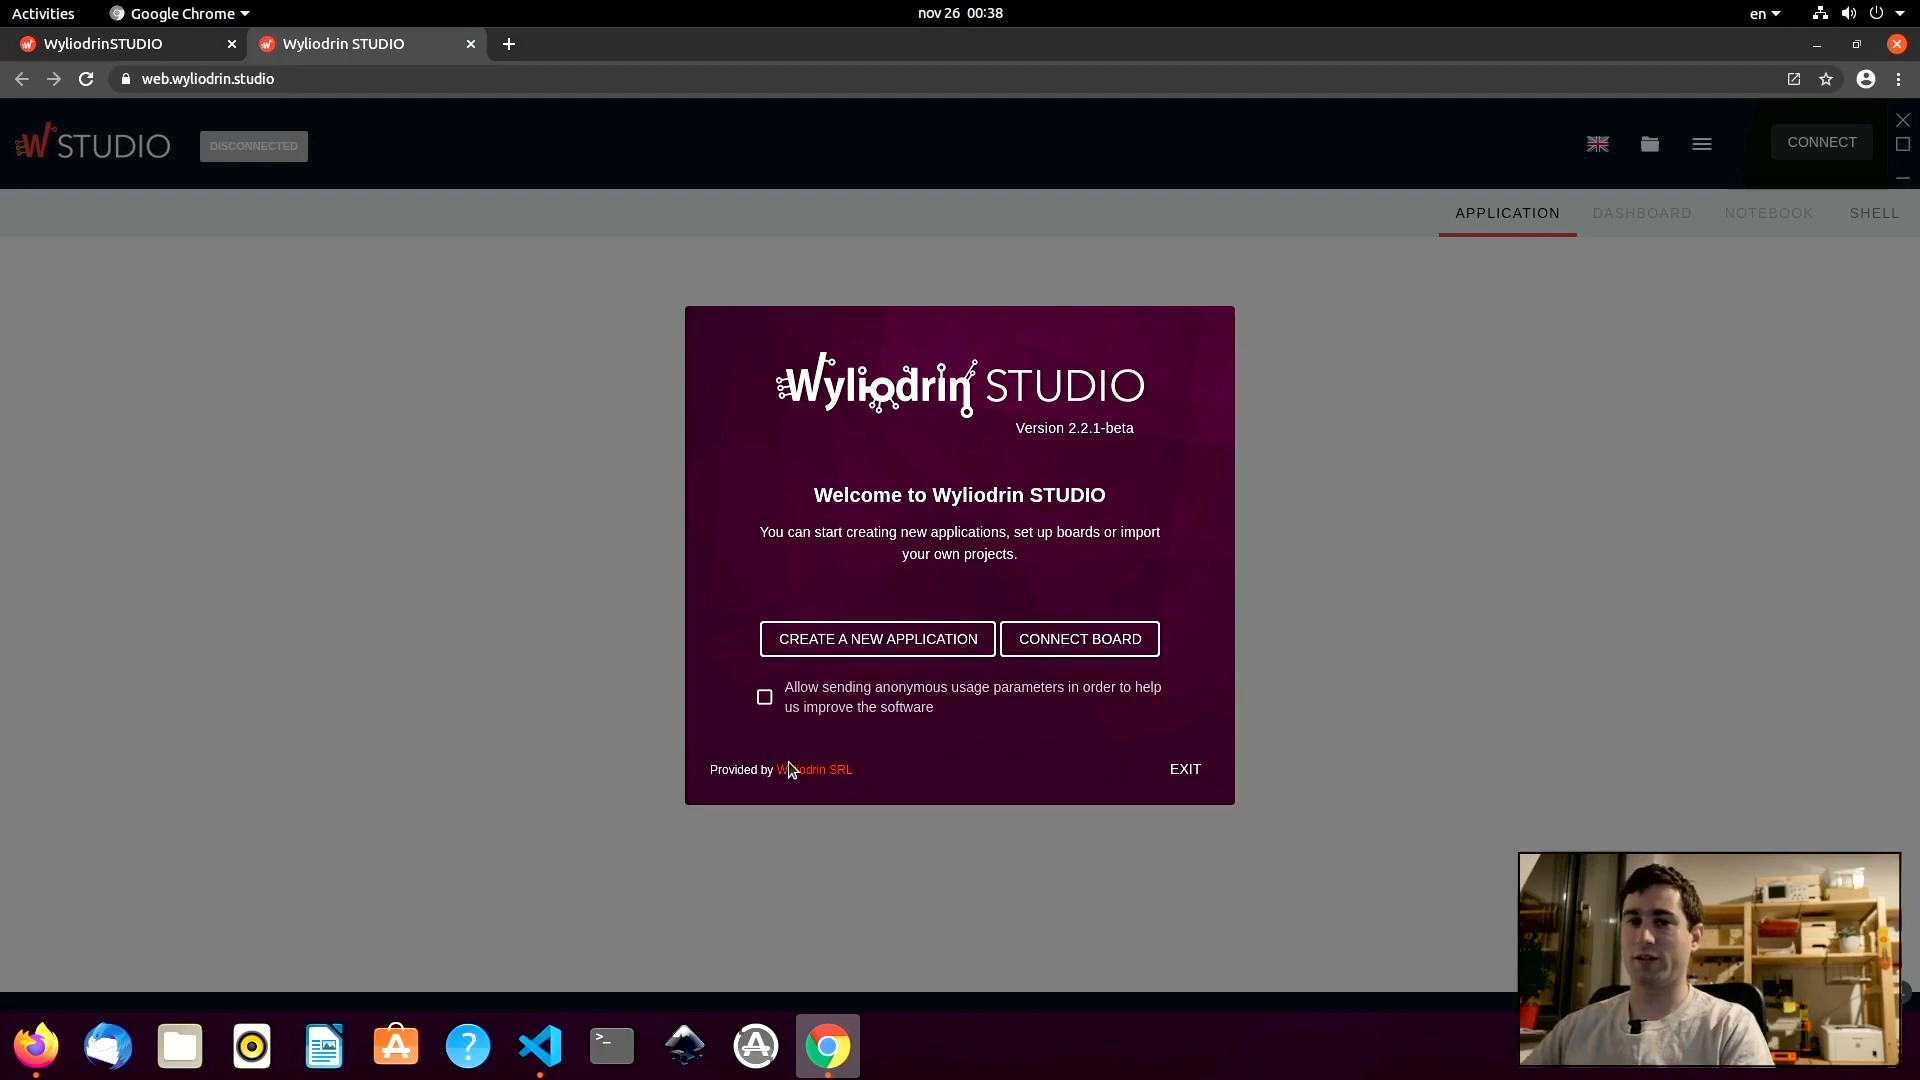 Activities
Google Chrome
nov 26 00:38
en
WyliodrinSTUDIO
Wyliodrin STUDIO
web.wyliodrin.studio
W STUDIO
DISCONNECTED
CONNECT
APPLICATION
DASHBOARD
NOTEBOOK
SHELL
Wyliodrin STUDIO
Version 2.2.1-beta
Welcome to Wyliodrin STUDIO
You can start creating new applications, set up boards or import
your own projects.
CREATE A NEW APPLICATION
CONNECT BOARD
Allow sending anonymous usage parameters in order to help
us improve the software
Provided by Wyliodrin SRL
EXIT